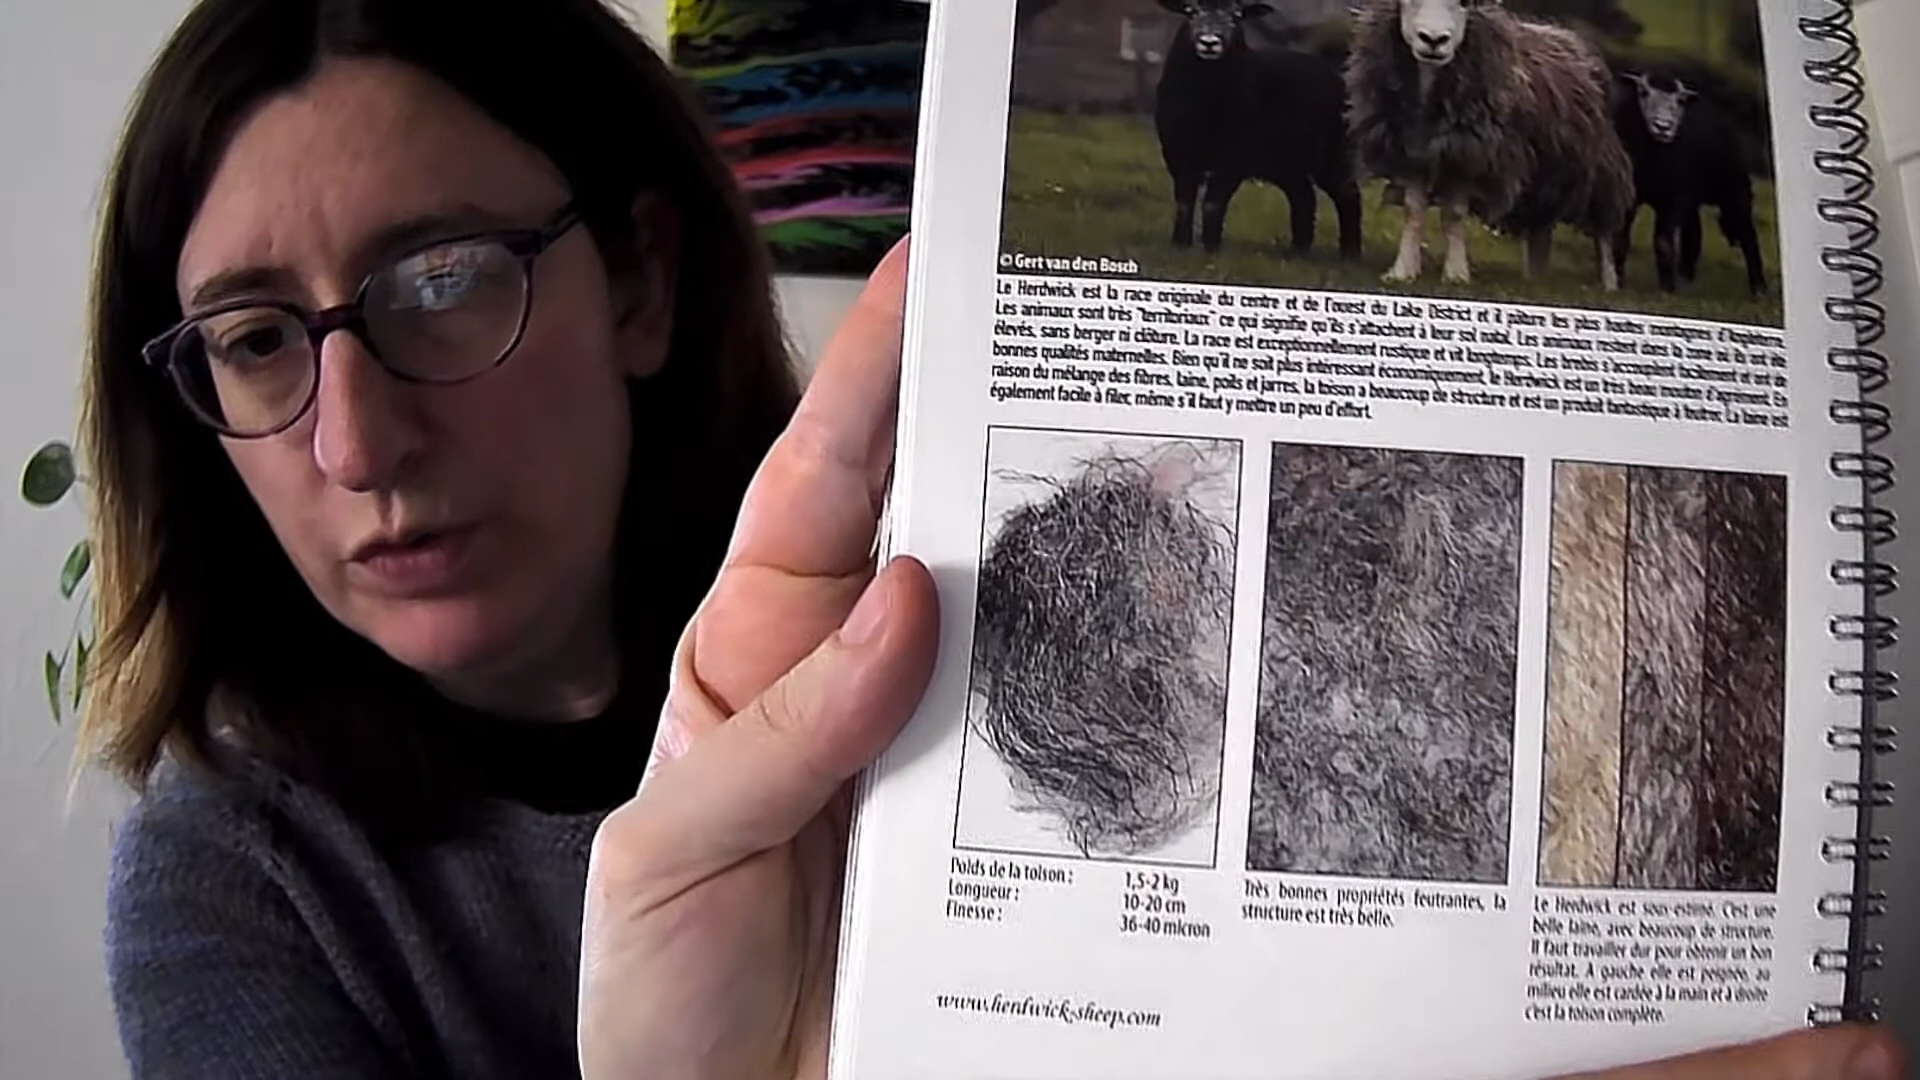 © Gert van den Bosch
Le Herdwick est la race originale du centre et de l'ouest du Lake District et il pâture les plus hautes montagnes d'Angleterre.
Les animaux sont très "territoriaux" ce qui signifie qu'ils s'attachent à leur sol natal. Les animaux restent dans la zone où ils ont été
élevés, sans berger ni clôture. La race est exceptionnellement rustique et vit longtemps. Les brebis s'accouplent facilement et ont de
bonnes qualités maternelles. Bien qu'il ne soit plus interessant économiquement, le Herdwick est un très beau mouton d'agrément. En
raison du mélange des fibres, laine, poils et jarres, la toison a beaucoup de structure et est un produit fantastique à feutrer. La laine est
également facile à filer, même s'il faut y mettre un peu d'effort.
Poids de la toison : 1,5-2 kg
Longueur : 10-20 cm
Finesse : 36-40 micron
Très bonnes propriétés feutrantes, la
structure est très belle.
Le Herdwick est sous-estimé. C'est une
belle laine, avec beaucoup de structure.
Il faut travailler dur pour obtenir un bon
résultat. A gauche elle est peignée, au
milieu elle est cardée à la main et à droite
c'est la toison complète.
www.herdwick-sheep.com